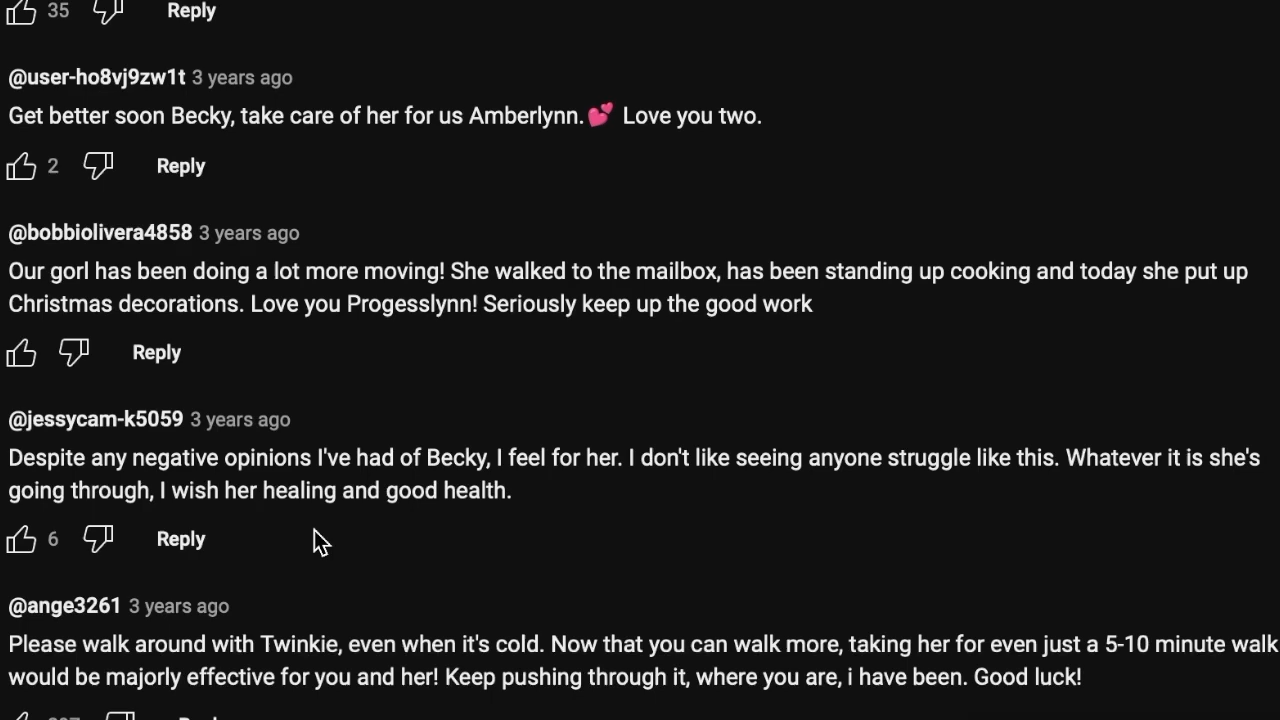 35 Reply
@user-ho8vj9zw1t 3 years ago
Get better soon Becky, take care of her for us Amberlynn.💕 Love you two.
2 Reply
@bobbiolivera4858 3 years ago
Our gorl has been doing a lot more moving! She walked to the mailbox, has been standing up cooking and today she put up
Christmas decorations. Love you Progesslynn! Seriously keep up the good work
Reply
@jessycam-k5059 3 years ago
Despite any negative opinions I've had of Becky, I feel for her. I don't like seeing anyone struggle like this. Whatever it is she's
going through, I wish her healing and good health.
6 Reply
@ange3261 3 years ago
Please walk around with Twinkie, even when it's cold. Now that you can walk more, taking her for even just a 5-10 minute walk
would be majorly effective for you and her! Keep pushing through it, where you are, i have been. Good luck!